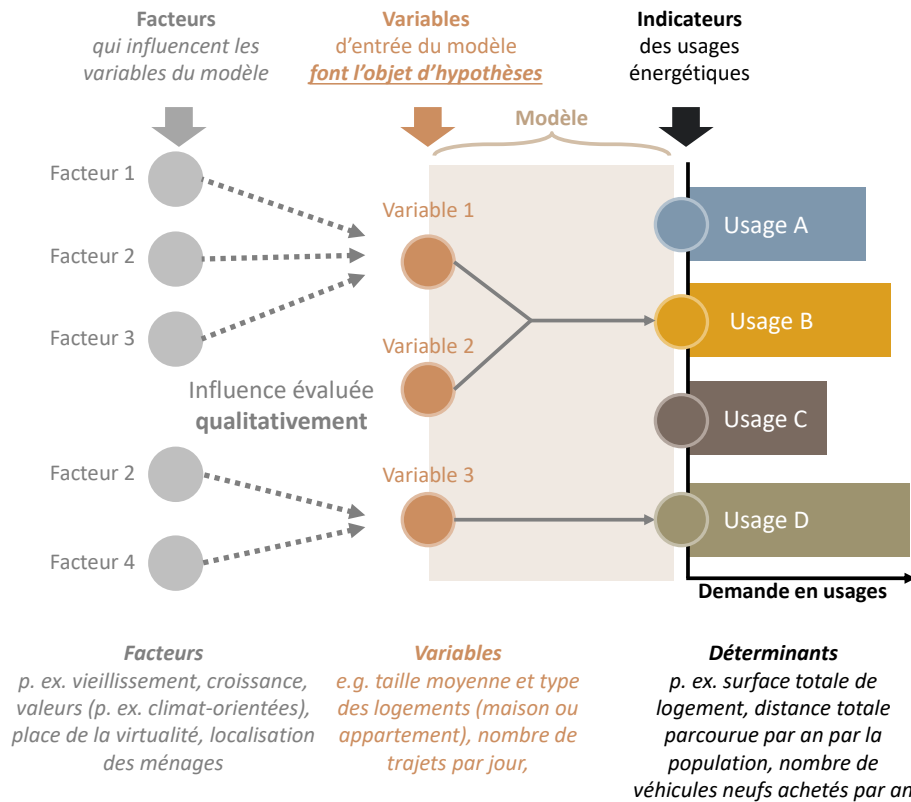 Facteurs
qui influencent les
variables du modèle
Variables
d’entrée du modèle
font l’objet d’hypothèses
Indicateurs
des usages
énergétiques
Modèle
Facteur 1
Facteur 2
Facteur 3
Influence évaluée
qualitativement
Facteur 2
Facteur 4
Variable 1
Variable 2
Variable 3
Usage A
Usage B
Usage C
Usage D
Demande en usages
Facteurs
p. ex. vieillissement, croissance,
valeurs (p. ex. climat-orientées),
place de la virtualité, localisation
des ménages
Variables
e.g. taille moyenne et type
des logements (maison ou
appartement), nombre de
trajets par jour,
Déterminants
p. ex. surface totale de
logement, distance totale
parcourue par an par la
population, nombre de
véhicules neufs achetés par an